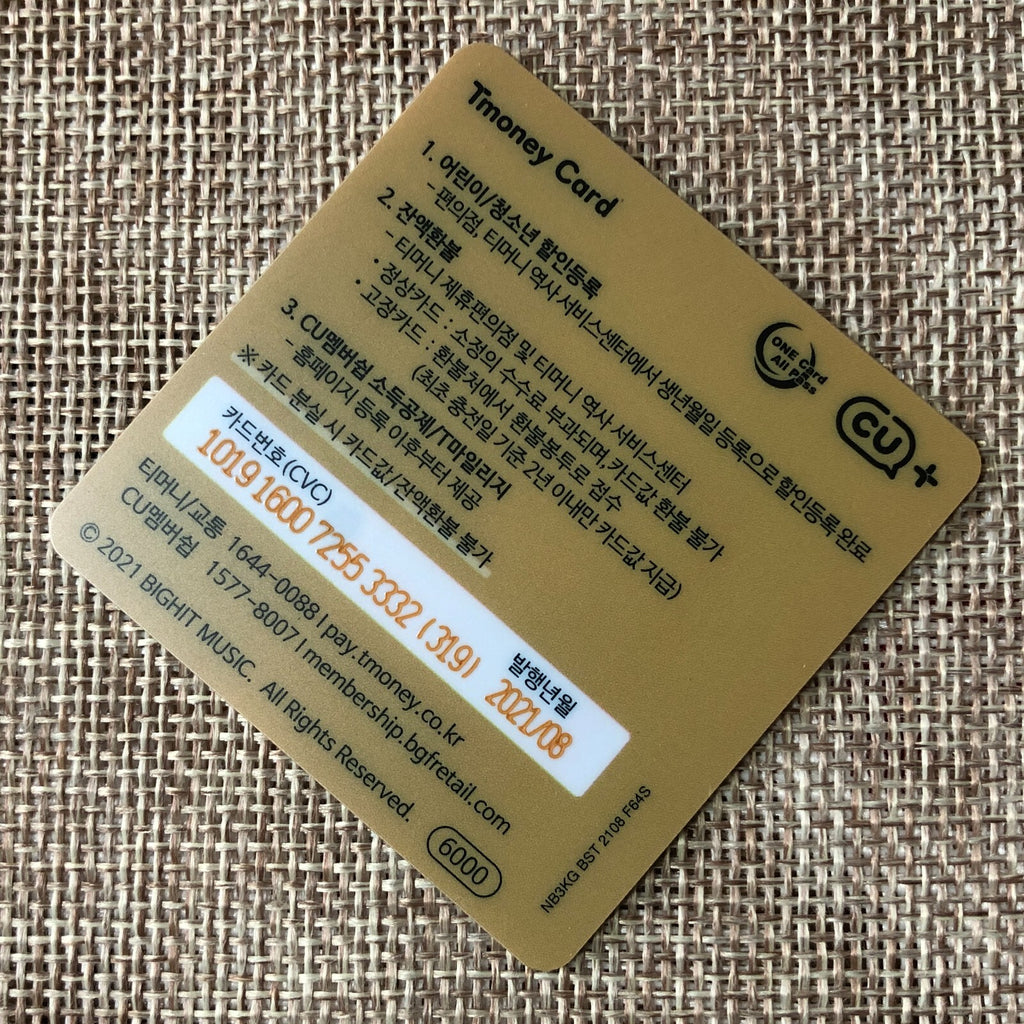 Tmoney Card
1. 어린이/청소년 할인등록
- 편의점, 티머니 역사 서비스센터에서 생년월일 등록으로 할인등록 완료
2. 잔액환불
- 티머니 제휴편의점 및 티머니 역사 서비스센터
· 정상카드 : 소정의 수수료 부과되며, 카드값 환불 불가
· 고장카드 : 환불처에서 환불봉투로 접수
(최초 충전일 기준 2년 이내만 카드값 지급)
3. CU멤버쉽 소득공제/T마일리지
- 홈페이지 등록 이후부터 제공
※ 카드 분실 시 카드값/잔액환불 불가
ONE Card
All Pass
CU +
카드번호(CVC) 발행년월
1019 1600 7255 3332 (319) 2021/08
티머니/교통 1644-0088 | pay.tmoney.co.kr
CU멤버쉽 1577-8007 | membership.bgfretail.com
© 2021 BIGHIT MUSIC. All Rights Reserved.
6000
NB3KG BST 2108 F64S